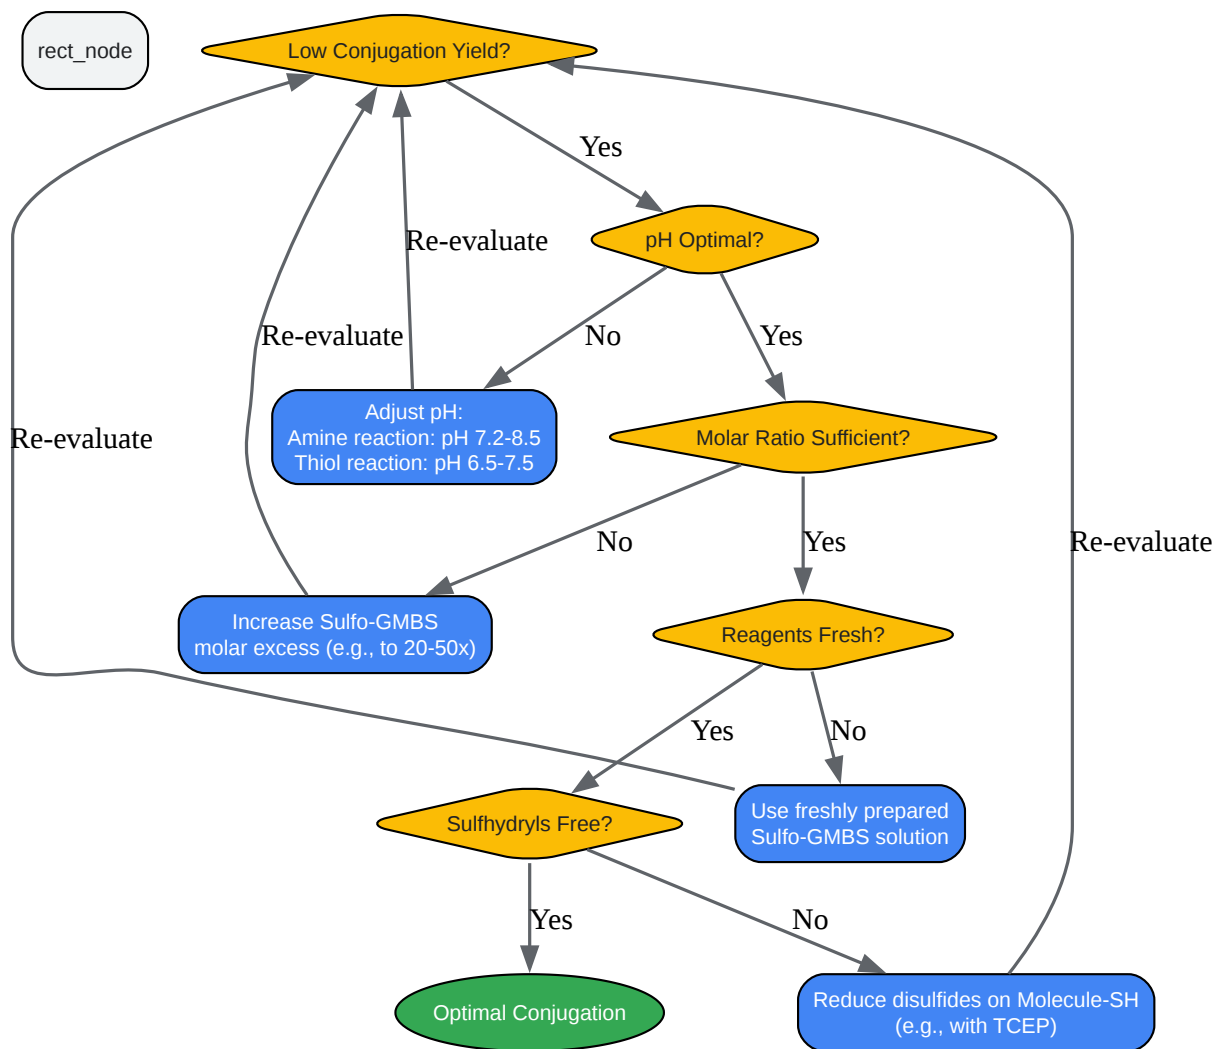 rect_node
Low Conjugation Yield?
Yes
pH Optimal?
Re-evaluate
No
Yes
Re-evaluate
Adjust pH:
Amine reaction: pH 7.2-8.5
Thiol reaction: pH 6.5-7.5
Molar Ratio Sufficient?
Re-evaluate
No
Yes
Re-evaluate
Increase Sulfo-GMBS
molar excess (e.g., to 20-50x)
Reagents Fresh?
Yes
No
Use freshly prepared
Sulfo-GMBS solution
Sulfhydryls Free?
Yes
No
Optimal Conjugation
Reduce disulfides on Molecule-SH
(e.g., with TCEP)